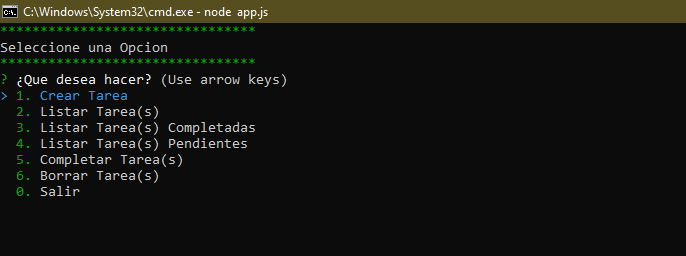 C:\Windows\System32\cmd.exe - node app.js
********************************
Seleccione una Opcion
********************************
? ¿Que desea hacer? (Use arrow keys)
> 1. Crear Tarea
2. Listar Tarea(s)
3. Listar Tarea(s) Completadas
4. Listar Tarea(s) Pendientes
5. Completar Tarea(s)
6. Borrar Tarea(s)
0. Salir